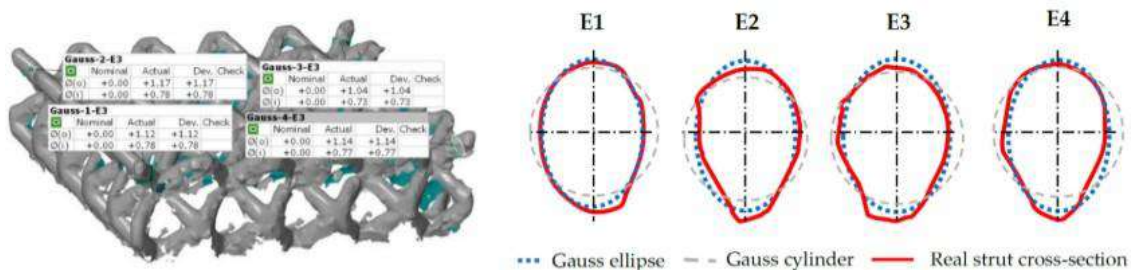 E1 E2 E3 E4
Gauss-2-E3
Nominal Actual Dev. Check
Ø(o) +0.00 +1.17 +1.17
Ø(i) +0.00 +0.78 +0.78
Gauss-3-E3
Nominal Actual Dev. Check
Ø(o) +0.00 +1.04 +1.04
Ø(i) +0.00 +0.73 +0.73
Gauss-1-E3
Nominal Actual Dev. Check
Ø(o) +0.00 +1.12 +1.12
Ø(i) +0.00 +0.78 +0.78
Gauss-4-E3
Nominal Actual Dev. Check
Ø(o) +0.00 +1.14 +1.14
Ø(i) +0.00 +0.77 +0.77
Gauss ellipse Gauss cylinder Real strut cross-section